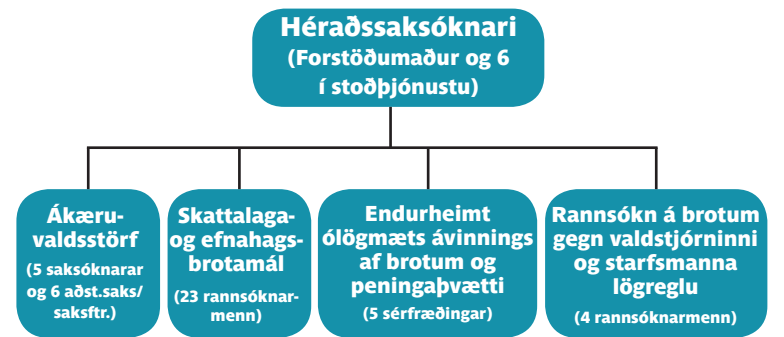 Héraðssaksóknari
(Forstöðumaður og 6
í stoðþjónustu)
Ákæru-
valdsstörf
(5 saksóknarar
og 6 aðst.saks/
saksftr.)
Skattalaga-
og efnahags-
brotamál
(23 rannsóknar-
menn)
Endurheimt
ólögmæts ávinnings
af brotum og
peningaþvætti
(5 sérfræðingar)
Rannsókn á brotum
gegn valdstjórninni
og starfsmanna
lögreglu
(4 rannsóknarmenn)